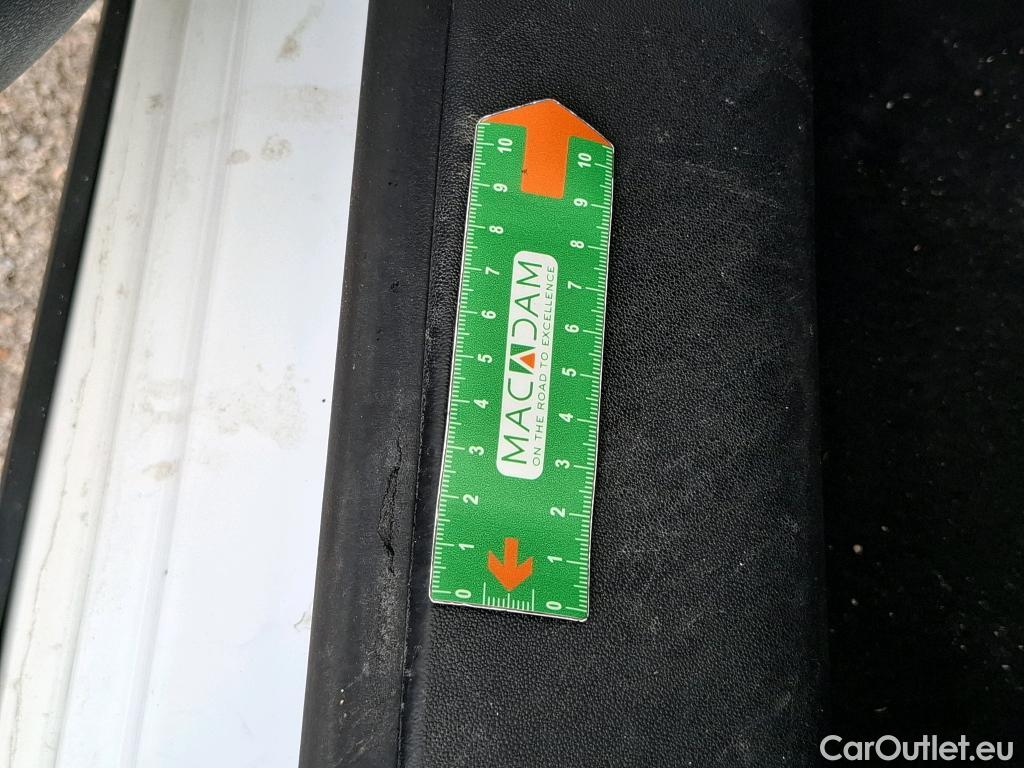 MACADAM
ON THE ROAD TO EXCELLENCE
0 1 2 3 4 5 6 7 8 9 10
0 1 2 3 4 5 6 7 8 9 10
CarOutlet.eu